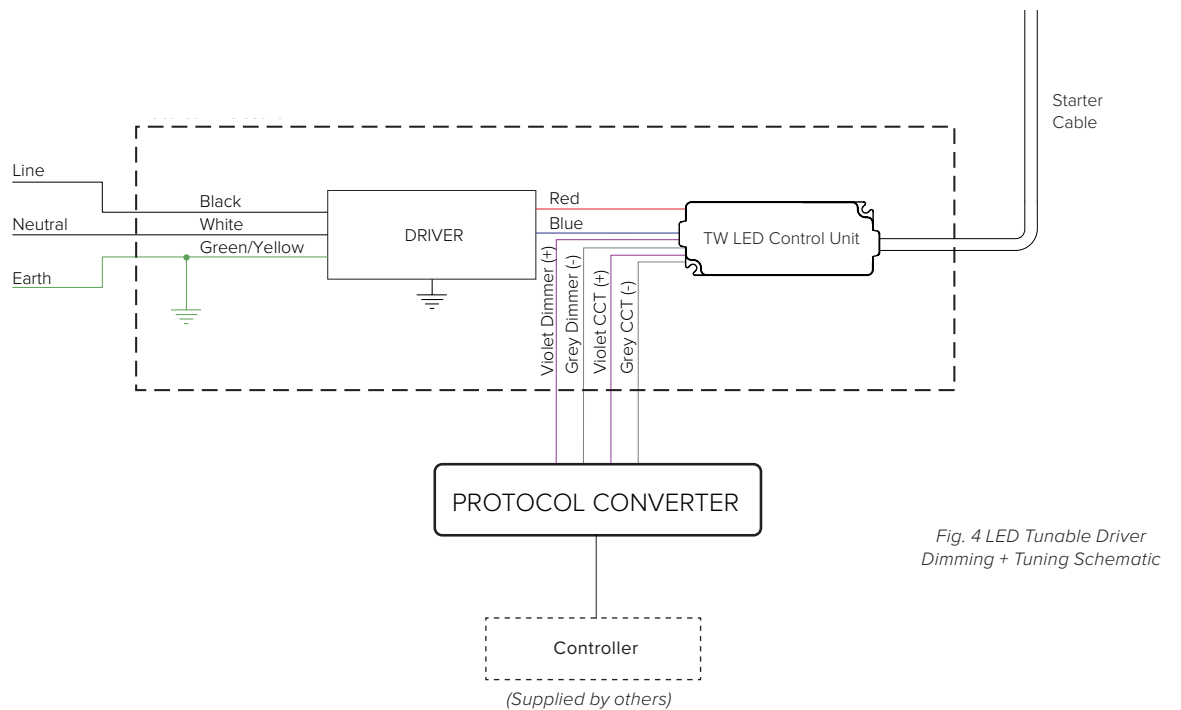 Starter
Cable
Line
Black
Red
Neutral
White
Blue
DRIVER
TW LED Control Unit
Green/Yellow
Earth
Violet Dimmer (+)
Grey Dimmer (-)
Violet CCT (+)
Grey CCT (-)
PROTOCOL CONVERTER
Fig. 4 LED Tunable Driver
Dimming + Tuning Schematic
Controller
(Supplied by others)